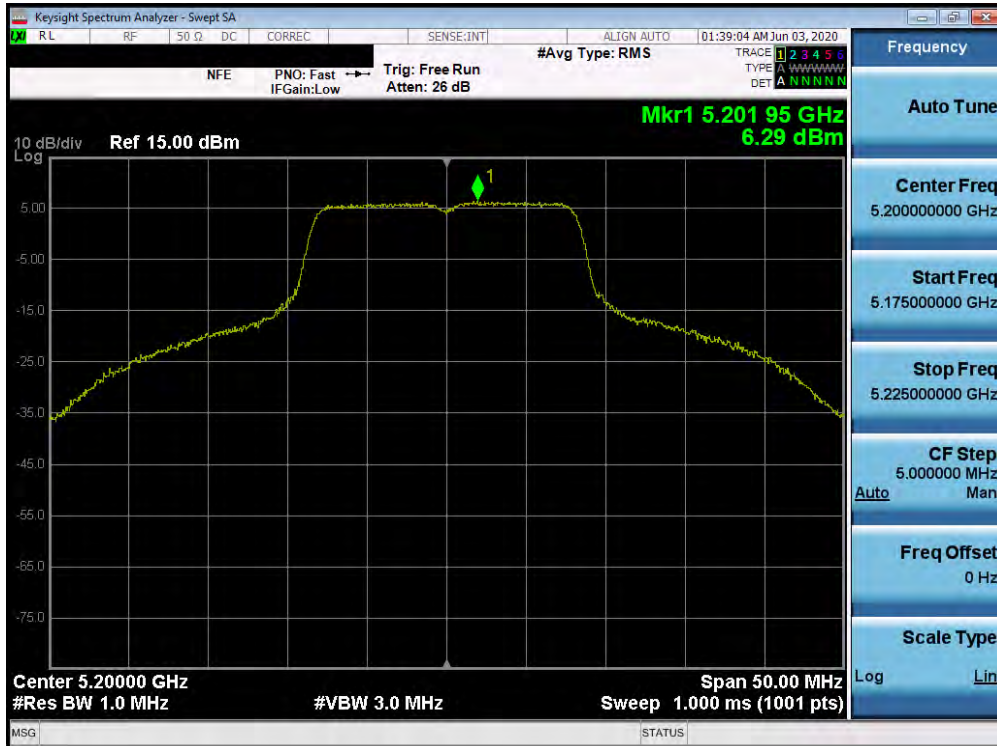 Keysight Spectrum Analyzer - Swept SA
LXI RL RF 50 Ω DC CORREC SENSE:INT ALIGN AUTO 01:39:04 AM Jun 03, 2020
#Avg Type: RMS
TRACE 1 2 3 4 5 6
TYPE A WWWWW
DET A N N N N N
NFE PNO: Fast Trig: Free Run
IFGain:Low Atten: 26 dB
Mkr1 5.201 95 GHz
6.29 dBm
10 dB/div Ref 15.00 dBm
Log
1
5.00
-5.00
-15.0
-25.0
-35.0
-45.0
-55.0
-65.0
-75.0
Center 5.20000 GHz Span 50.00 MHz
#Res BW 1.0 MHz #VBW 3.0 MHz Sweep 1.000 ms (1001 pts)
MSG STATUS
Frequency
Auto Tune
Center Freq
5.200000000 GHz
Start Freq
5.175000000 GHz
Stop Freq
5.225000000 GHz
CF Step
5.000000 MHz
Auto Man
Freq Offset
0 Hz
Scale Type
Log Lin